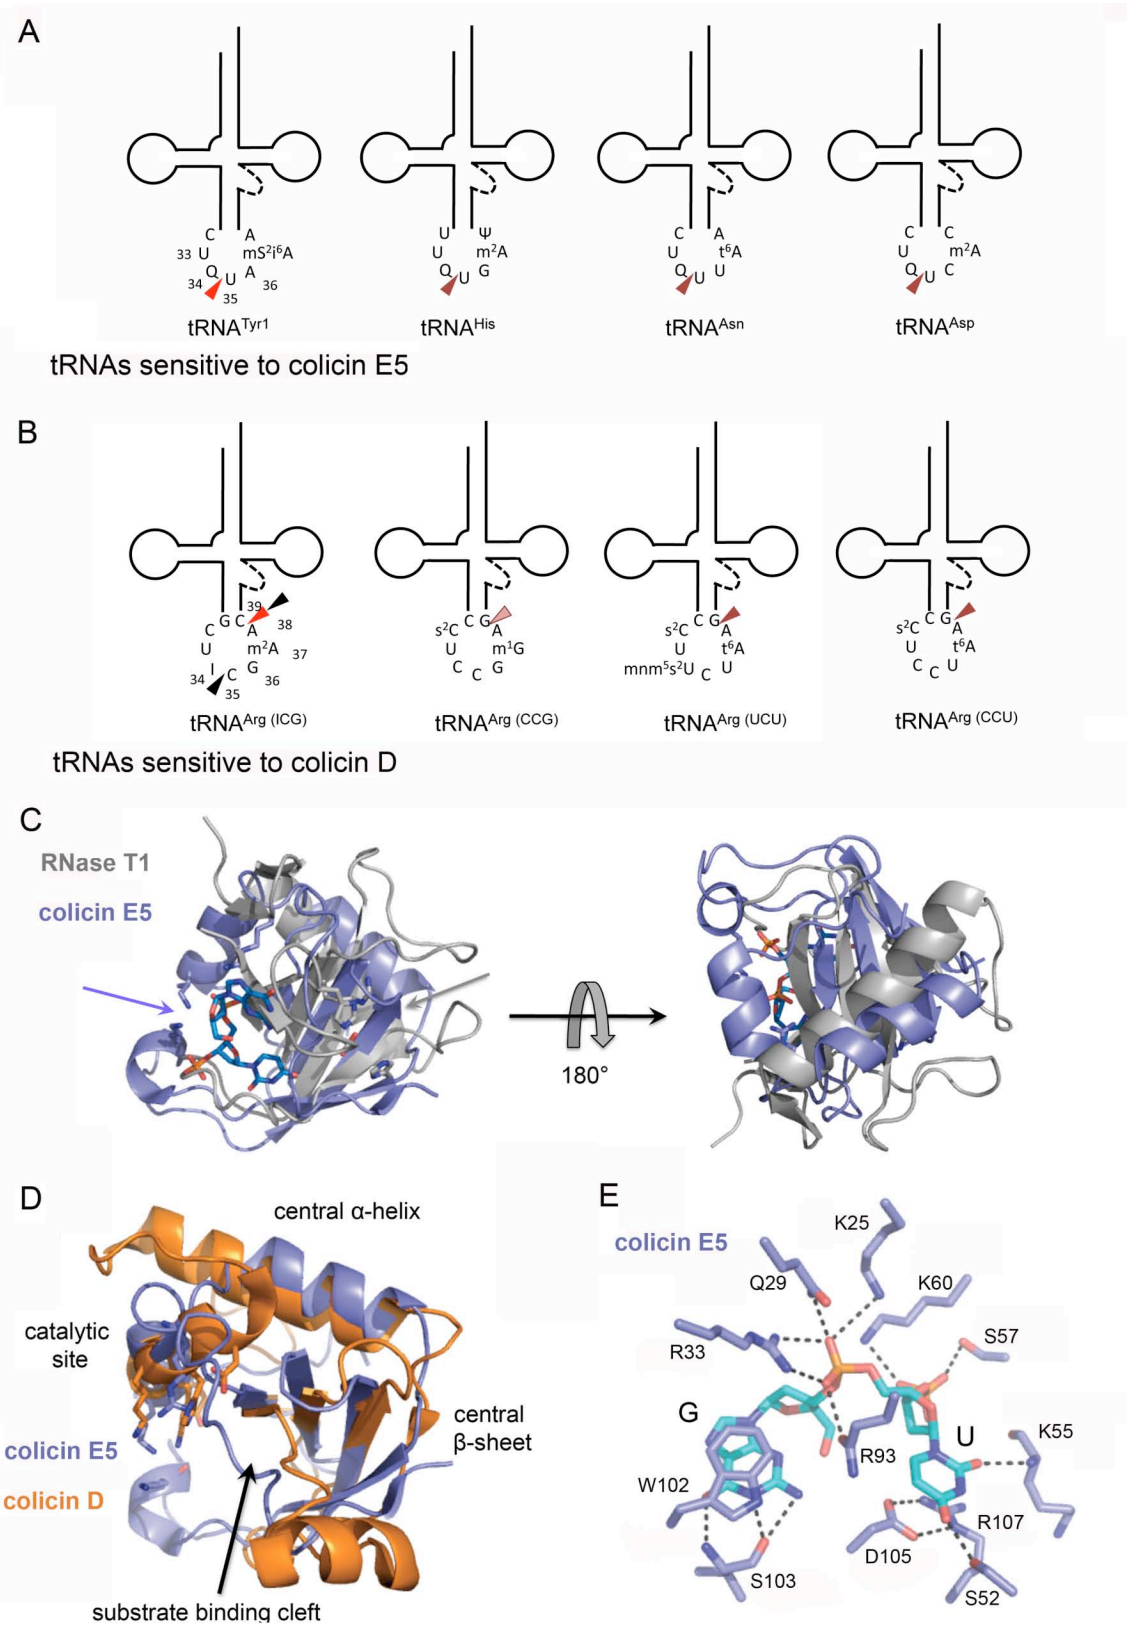 A
C A
33 U mS²i⁶A
Q U A
34 35 36
tRNA^Tyr1
U Ψ
U m²A
Q U G
tRNA^His
C A
U t⁶A
Q U U
tRNA^Asn
C C
U m²A
Q U C
tRNA^Asp
tRNAs sensitive to colicin E5
B
39
G C
38
C A
U m²A 37
I C G
34 35 36
tRNA^Arg (ICG)
C G
s²C A
U m¹G
C C C G
tRNA^Arg (CCG)
C G
s²C A
U t⁶A
mnm⁵s²U C U
tRNA^Arg (UCU)
C G
s²C A
U t⁶A
C C C U
tRNA^Arg (CCU)
tRNAs sensitive to colicin D
C
RNase T1
colicin E5
180°
D
central α-helix
catalytic
site
central
β-sheet
colicin E5
colicin D
substrate binding cleft
E
colicin E5
K25
Q29
K60
R33
S57
G
U
K55
R93
W102
R107
D105
S103
S52